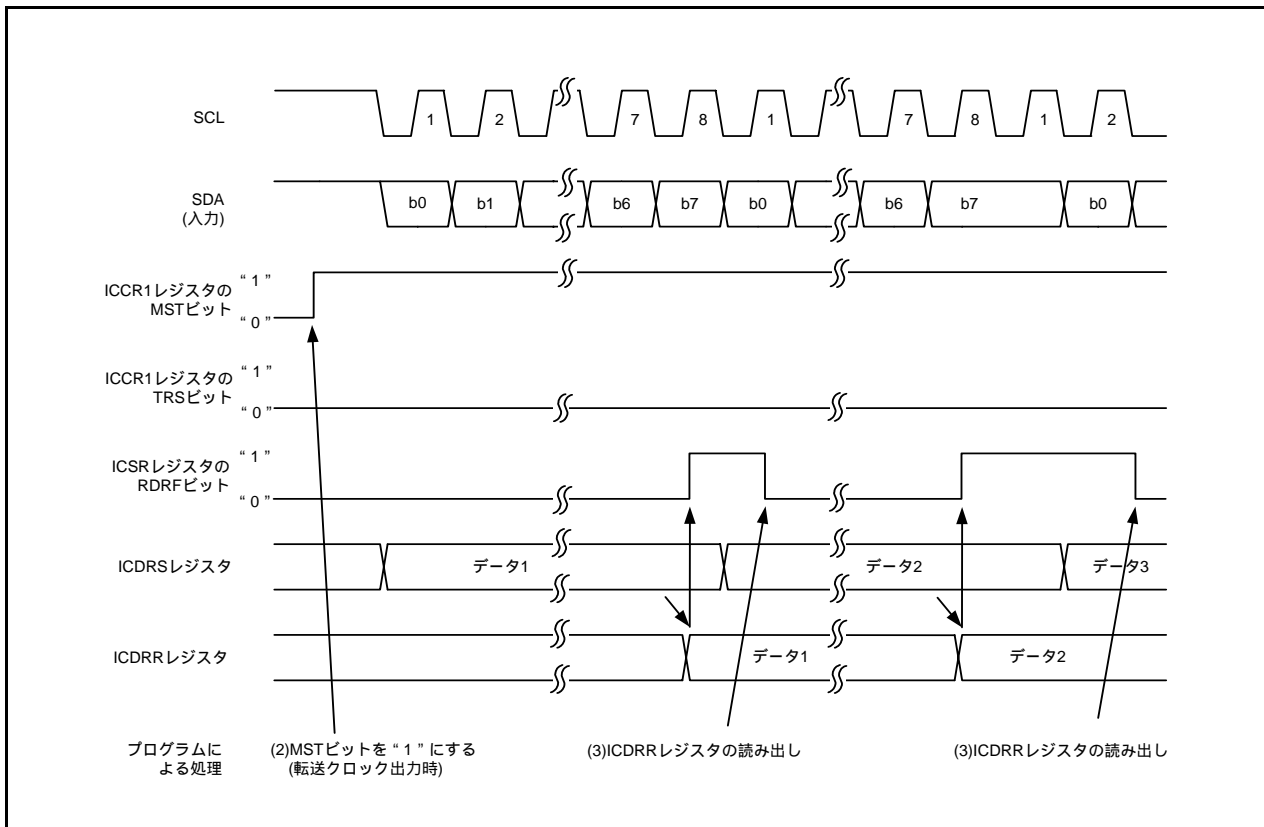 SCL
1 2 7 8 1 7 8 1 2
SDA
(入力)
b0 b1 b6 b7 b0 b6 b7 b0
ICCR1レジスタの
MSTビット
“ 1 ”
“ 0 ”
ICCR1レジスタの
TRSビット
“ 1 ”
“ 0 ”
ICSRレジスタの
RDRFビット
“ 1 ”
“ 0 ”
ICDRSレジスタ
データ1 データ2 データ3
ICDRRレジスタ
データ1 データ2
プログラムに
よる処理
(2)MSTビットを “ 1 ” にする
(転送クロック出力時)
(3)ICDRRレジスタの読み出し
(3)ICDRRレジスタの読み出し